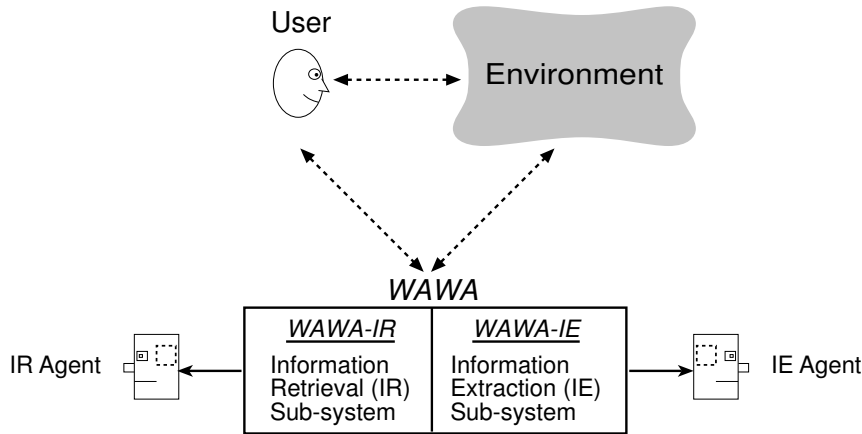 User
Environment
WAWA
WAWA-IR
Information
Retrieval (IR)
Sub-system
WAWA-IE
Information
Extraction (IE)
Sub-system
IR Agent
IE Agent